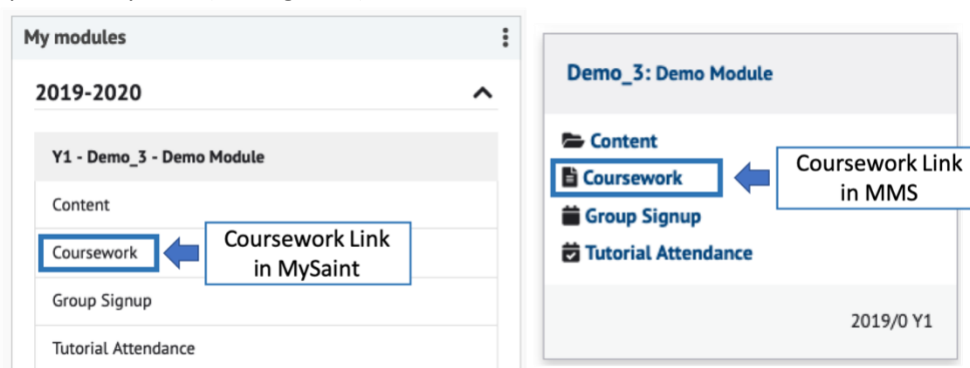 My modules
2019-2020
Y1 - Demo_3 - Demo Module
Content
Coursework
Coursework Link
in MySaint
Group Signup
Tutorial Attendance
Demo_3: Demo Module
Content
Coursework
Coursework Link
in MMS
Group Signup
Tutorial Attendance
2019/0 Y1